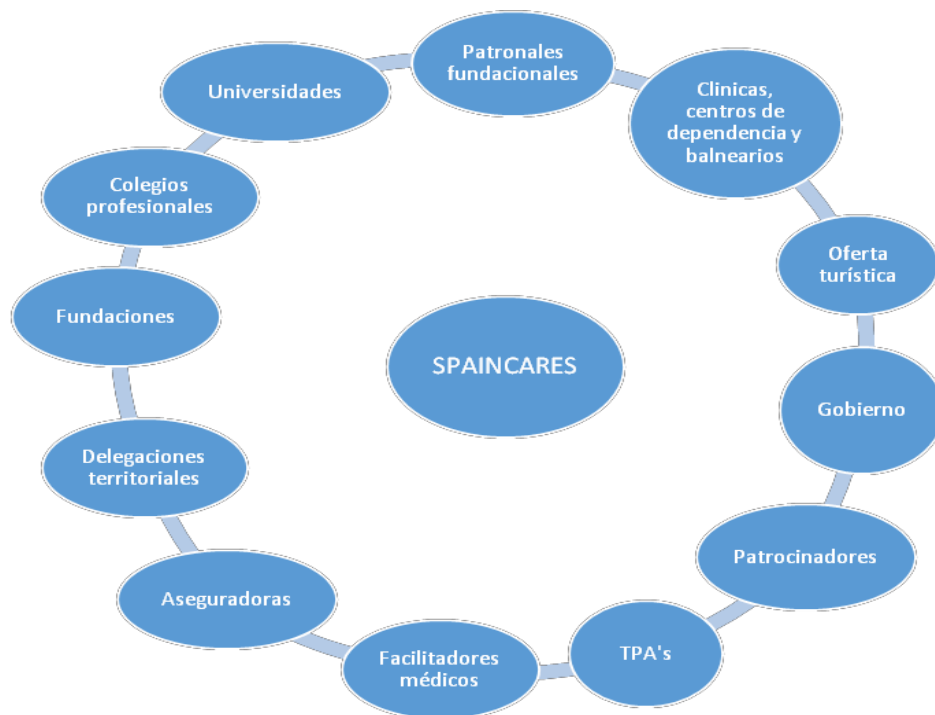 Patronales
fundacionales
Clinicas,
centros de
dependencia y
balnearios
Oferta
turística
Gobierno
Patrocinadores
TPA's
Facilitadores
médicos
Aseguradoras
Delegaciones
territoriales
Fundaciones
Colegios
profesionales
Universidades
SPAINCARES